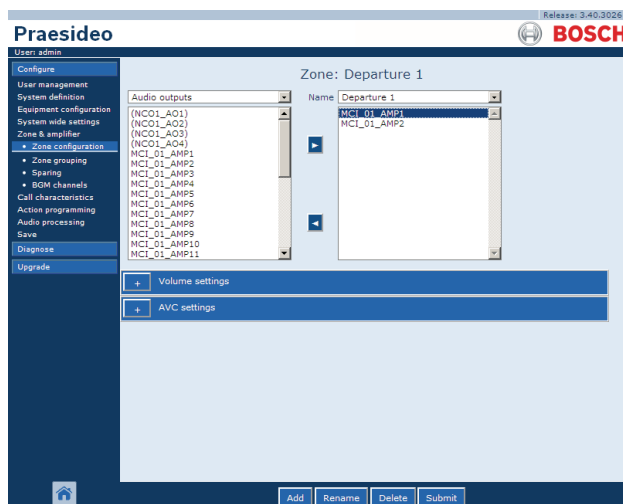 Release: 3.40.3026
Praesideo
BOSCH
User: admin
Configure
User management
System definition
Equipment configuration
System wide settings
Zone & amplifier
• Zone configuration
• Zone grouping
• Sparing
• BGM channels
Call characteristics
Action programming
Audio processing
Save
Diagnose
Upgrade
Zone: Departure 1
Audio outputs
(NCO1_AO1)
(NCO1_AO2)
(NCO1_AO3)
(NCO1_AO4)
MCI_01_AMP1
MCI_01_AMP2
MCI_01_AMP3
MCI_01_AMP4
MCI_01_AMP5
MCI_01_AMP6
MCI_01_AMP7
MCI_01_AMP8
MCI_01_AMP9
MCI_01_AMP10
MCI_01_AMP11
Name Departure 1
MCI_01_AMP1
MCI_01_AMP2
+ Volume settings
+ AVC settings
Add Rename Delete Submit